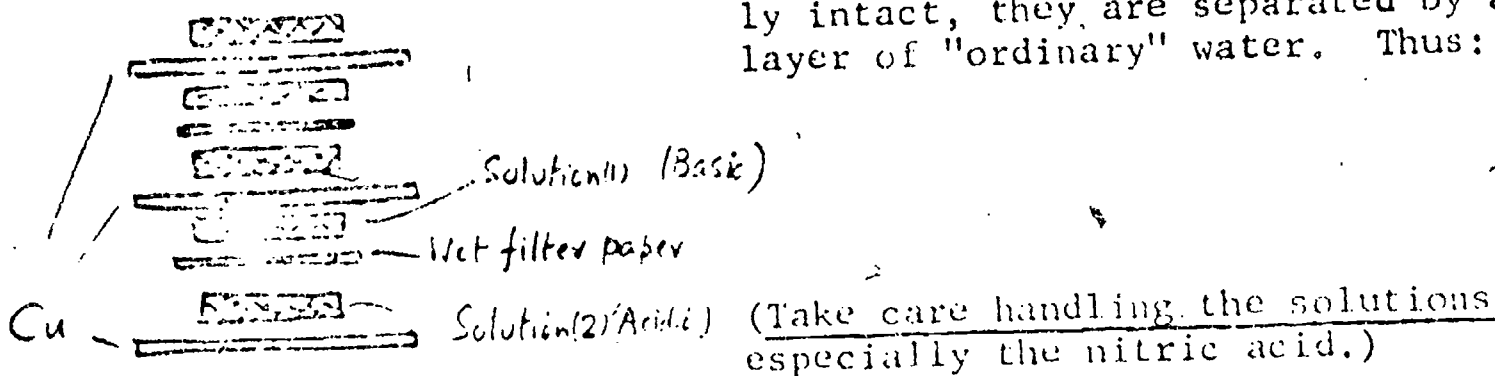 ly intact, they are separated by a
layer of "ordinary" water. Thus:
Solution(1) (Basic)
Wet filter paper
Cu
Solution(2) (Acidic)
(Take care handling the solutions
especially the nitric acid.)